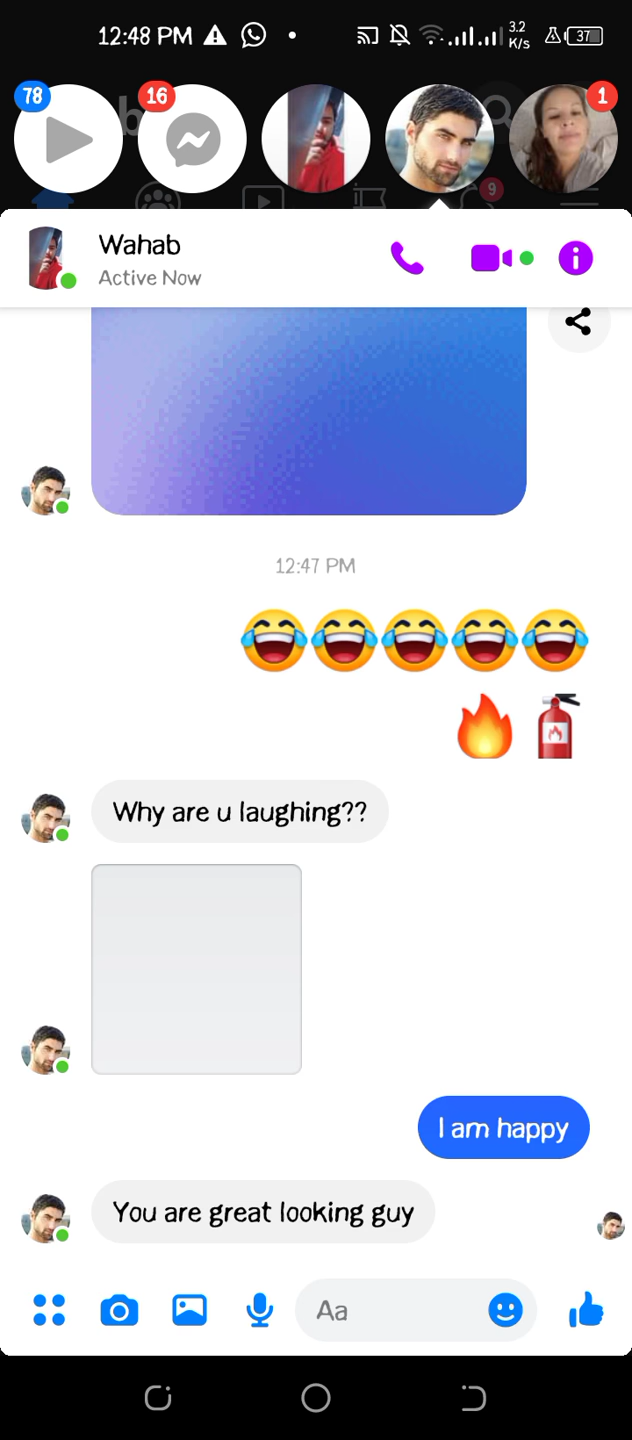 12:48 PM
3.2
K/s
37
78
16
1
9
Wahab
Active Now
12:47 PM
Why are u laughing??
I am happy
You are great looking guy
Aa